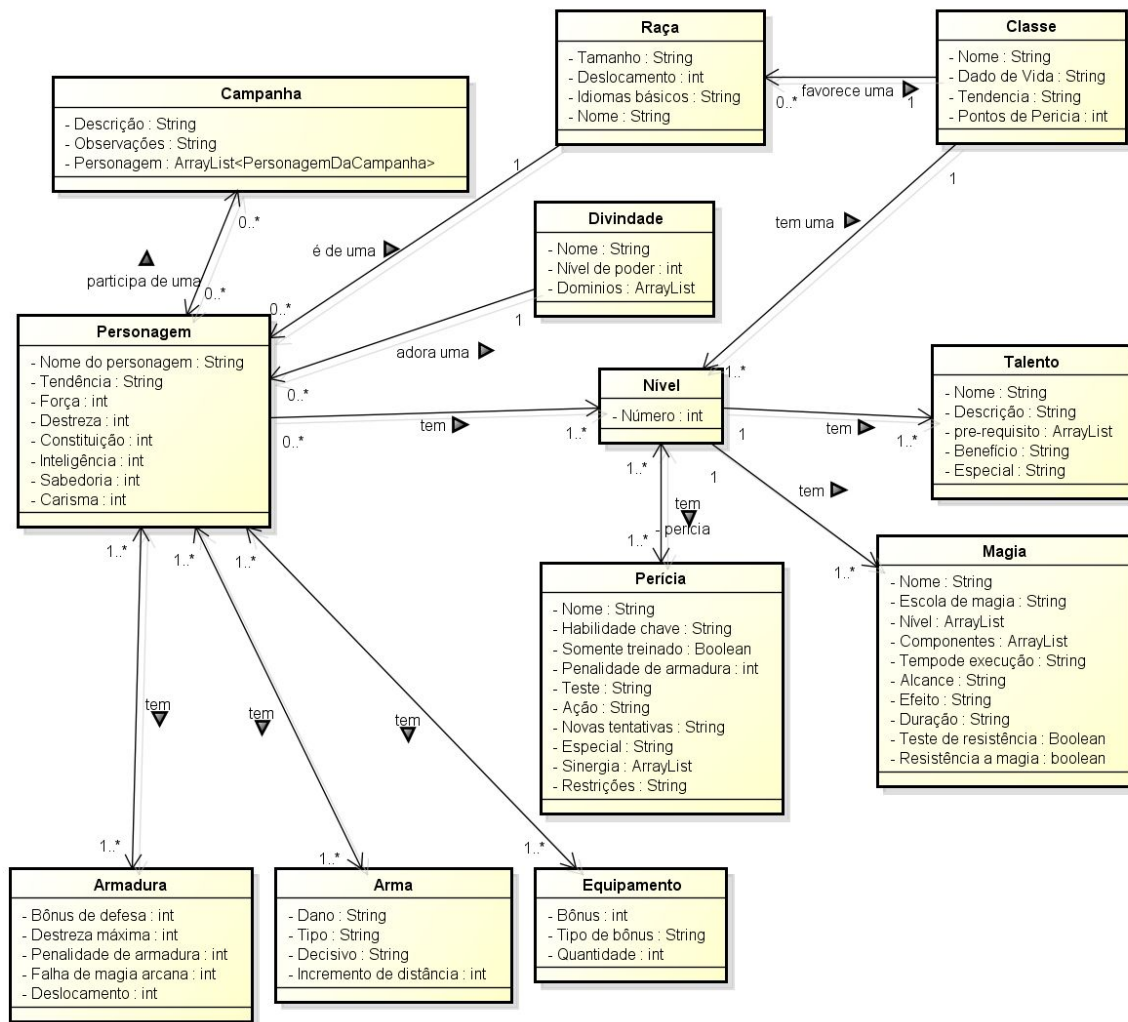 Raça
- Tamanho : String
- Deslocamento : int
- Idiomas básicos : String
- Nome : String
Classe
- Nome : String
- Dado de Vida : String
- Tendencia : String
- Pontos de Pericia : int
favorece uma
0..*
1
Campanha
- Descrição : String
- Observações : String
- Personagem : ArrayList<PersonagemDaCampanha>
1
1
0..*
Divindade
- Nome : String
- Nível de poder : int
- Dominios : ArrayList
tem uma
é de uma
participa de uma
0..*
0..*
1
Personagem
- Nome do personagem : String
- Tendência : String
- Força : int
- Destreza : int
- Constituição : int
- Inteligência : int
- Sabedoria : int
- Carisma : int
adora uma
0..*
1..*
Nível
- Número : int
Talento
- Nome : String
- Descrição : String
- pre-requisito : ArrayList
- Benefício : String
- Especial : String
0..*
tem
1..*
1
tem
1..*
1..*
1
tem
tem
- perícia
1..*
1..*
Perícia
- Nome : String
- Habilidade chave : String
- Somente treinado : Boolean
- Penalidade de armadura : int
- Teste : String
- Ação : String
- Novas tentativas : String
- Especial : String
- Sinergia : ArrayList
- Restrições : String
Magia
- Nome : String
- Escola de magia : String
- Nível : ArrayList
- Componentes : ArrayList
- Tempode execução : String
- Alcance : String
- Efeito : String
- Duração : String
- Teste de resistência : Boolean
- Resistência a magia : boolean
1..*
1..*
1..*
tem
tem
tem
1..*
1..*
1..*
Armadura
- Bônus de defesa : int
- Destreza máxima : int
- Penalidade de armadura : int
- Falha de magia arcana : int
- Deslocamento : int
Arma
- Dano : String
- Tipo : String
- Decisivo : String
- Incremento de distância : int
Equipamento
- Bônus : int
- Tipo de bônus : String
- Quantidade : int